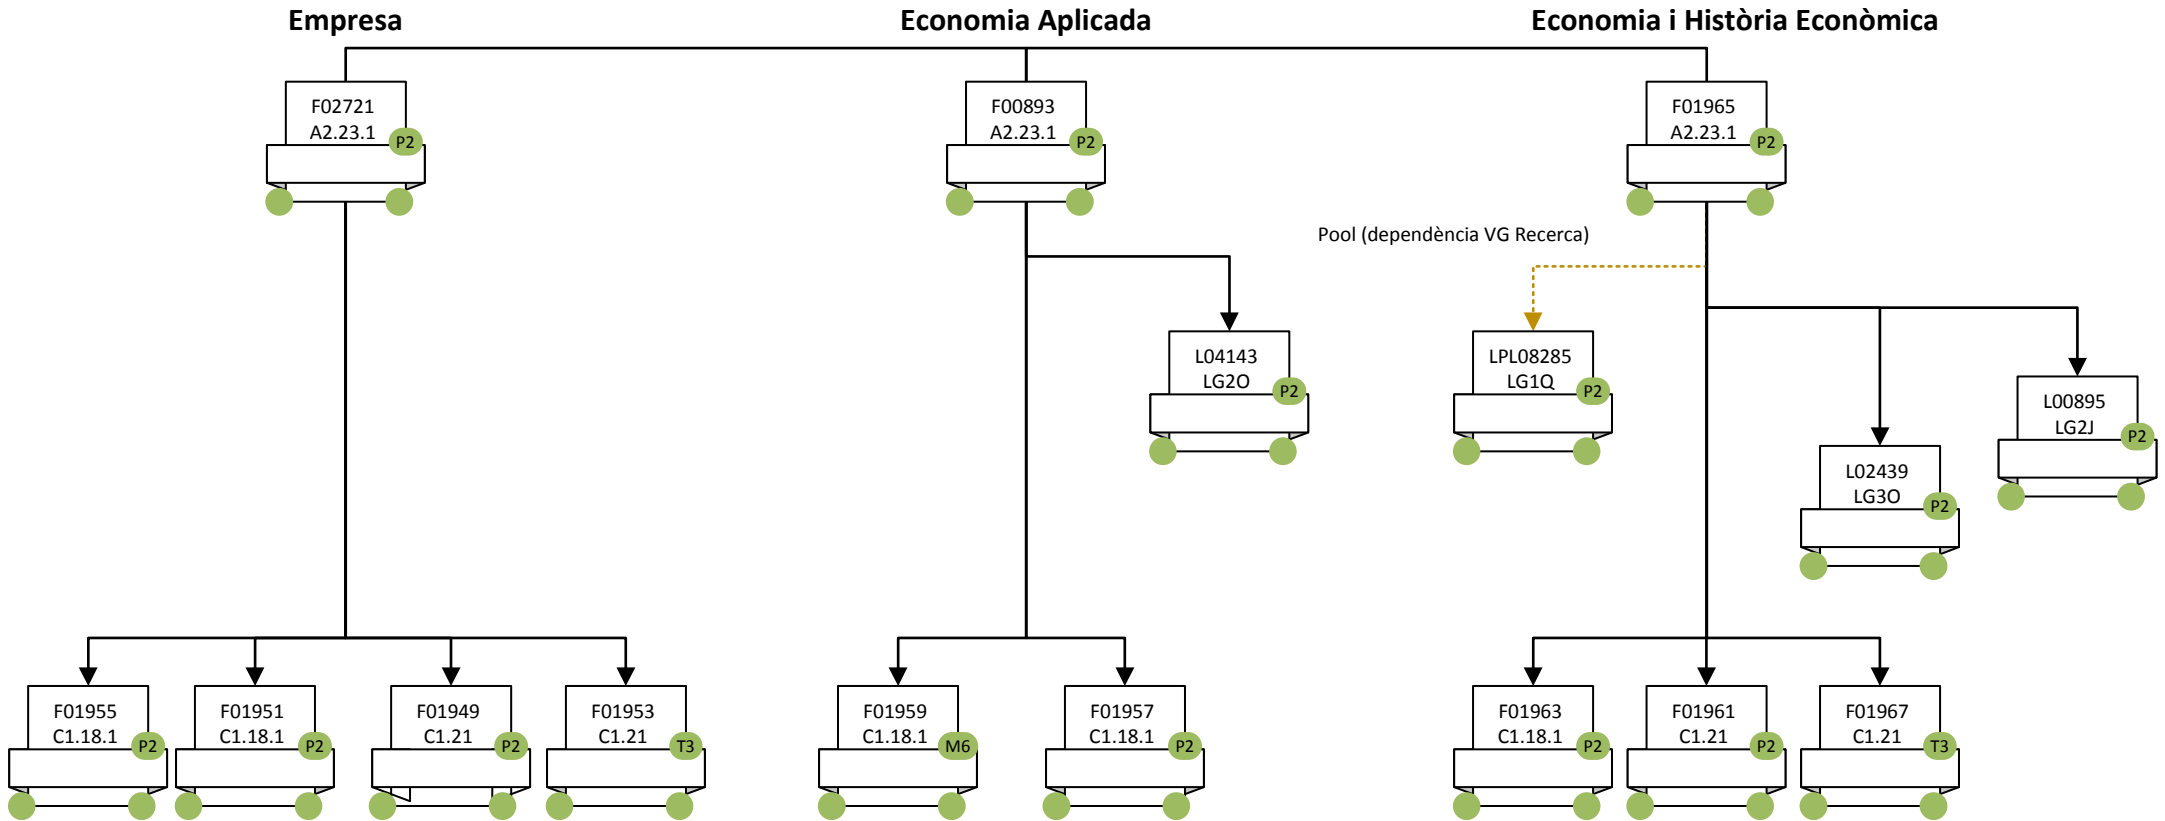 Empresa
Economia Aplicada
Economia i Història Econòmica
F02721
A2.23.1
P2
F00893
A2.23.1
P2
F01965
A2.23.1
P2
Pool (dependència VG Recerca)
L04143
LG2O
P2
LPL08285
LG1Q
P2
L02439
LG3O
P2
L00895
LG2J
P2
F01955
C1.18.1
P2
F01951
C1.18.1
P2
F01949
C1.21
P2
F01953
C1.21
T3
F01959
C1.18.1
M6
F01957
C1.18.1
P2
F01963
C1.18.1
P2
F01961
C1.21
P2
F01967
C1.21
T3